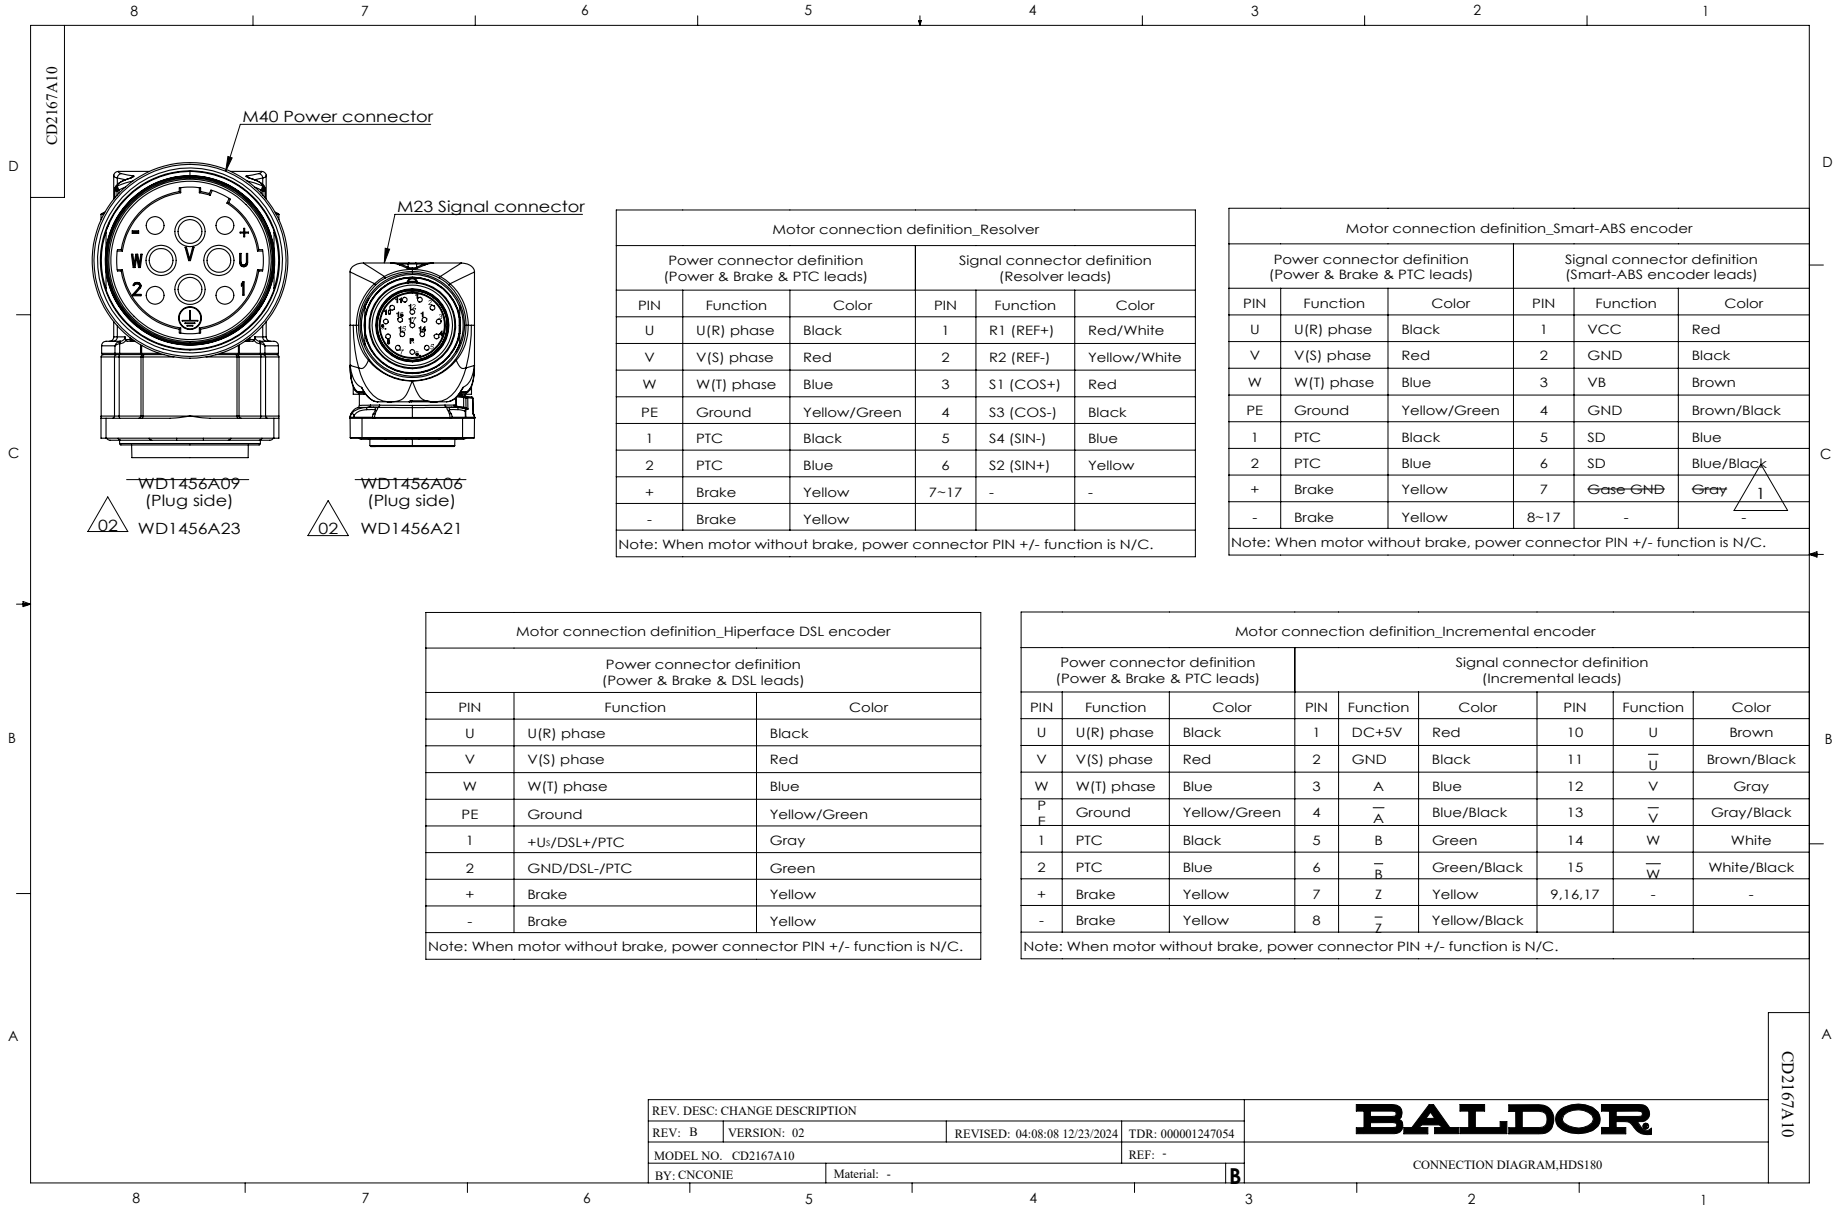 8 7 6 5 4 3 2 1
CD2167A10
M40 Power connector
- +
W V U
2 1
M23 Signal connector
WD1456A09
(Plug side)
02 WD1456A23
WD1456A06
(Plug side)
02 WD1456A21
D D
C C
B B
A A
Motor connection definition_Resolver
Power connector definition
(Power & Brake & PTC leads)
Signal connector definition
(Resolver leads)
PIN Function Color PIN Function Color
U U(R) phase Black 1 R1 (REF+) Red/White
V V(S) phase Red 2 R2 (REF-) Yellow/White
W W(T) phase Blue 3 S1 (COS+) Red
PE Ground Yellow/Green 4 S3 (COS-) Black
1 PTC Black 5 S4 (SIN-) Blue
2 PTC Blue 6 S2 (SIN+) Yellow
+ Brake Yellow 7~17 - -
- Brake Yellow
Note: When motor without brake, power connector PIN +/- function is N/C.
Motor connection definition_Smart-ABS encoder
Power connector definition
(Power & Brake & PTC leads)
Signal connector definition
(Smart-ABS encoder leads)
PIN Function Color PIN Function Color
U U(R) phase Black 1 VCC Red
V V(S) phase Red 2 GND Black
W W(T) phase Blue 3 VB Brown
PE Ground Yellow/Green 4 GND Brown/Black
1 PTC Black 5 SD Blue
2 PTC Blue 6 SD Blue/Black
+ Brake Yellow 7 Gase GND Gray 1
- Brake Yellow 8~17 - -
Note: When motor without brake, power connector PIN +/- function is N/C.
Motor connection definition_Hiperface DSL encoder
Power connector definition
(Power & Brake & DSL leads)
PIN Function Color
U U(R) phase Black
V V(S) phase Red
W W(T) phase Blue
PE Ground Yellow/Green
1 +Us/DSL+/PTC Gray
2 GND/DSL-/PTC Green
+ Brake Yellow
- Brake Yellow
Note: When motor without brake, power connector PIN +/- function is N/C.
Motor connection definition_Incremental encoder
Power connector definition
(Power & Brake & PTC leads)
Signal connector definition
(Incremental leads)
PIN Function Color PIN Function Color PIN Function Color
U U(R) phase Black 1 DC+5V Red 10 U Brown
V V(S) phase Red 2 GND Black 11 U̅ Brown/Black
W W(T) phase Blue 3 A Blue 12 V Gray
PE Ground Yellow/Green 4 A̅ Blue/Black 13 V̅ Gray/Black
1 PTC Black 5 B Green 14 W White
2 PTC Blue 6 B̅ Green/Black 15 W̅ White/Black
+ Brake Yellow 7 Z Yellow 9,16,17 - -
- Brake Yellow 8 Z̅ Yellow/Black
Note: When motor without brake, power connector PIN +/- function is N/C.
CD2167A10
REV. DESC: CHANGE DESCRIPTION
REV: B VERSION: 02 REVISED: 04:08:08 12/23/2024 TDR: 000001247054
MODEL NO. CD2167A10 REF: -
BY: CNCONIE Material: - B
BALDOR
CONNECTION DIAGRAM,HDS180
8 7 6 5 4 3 2 1